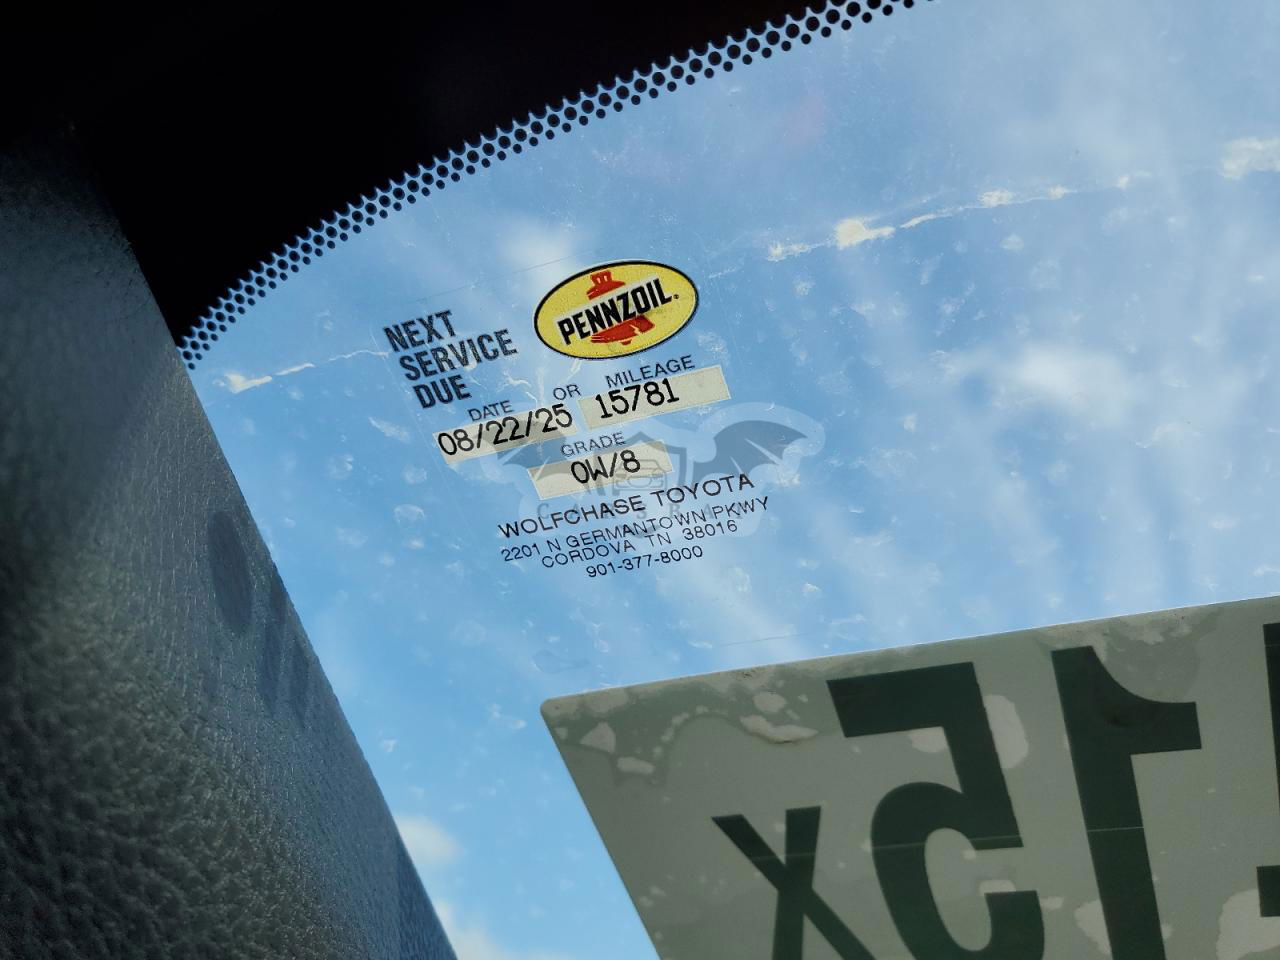 NEXT
SERVICE
DUE
PENNZOIL®
DATE OR MILEAGE
08/22/25 15781
GRADE
0W/8
WOLFCHASE TOYOTA
2201 N GERMANTOWN PKWY
CORDOVA TN 38016
901-377-8000
x51